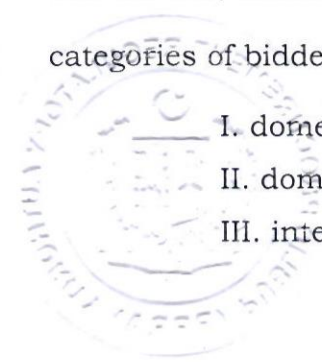 categories of bidde
I. dome
II. dom
III. inte